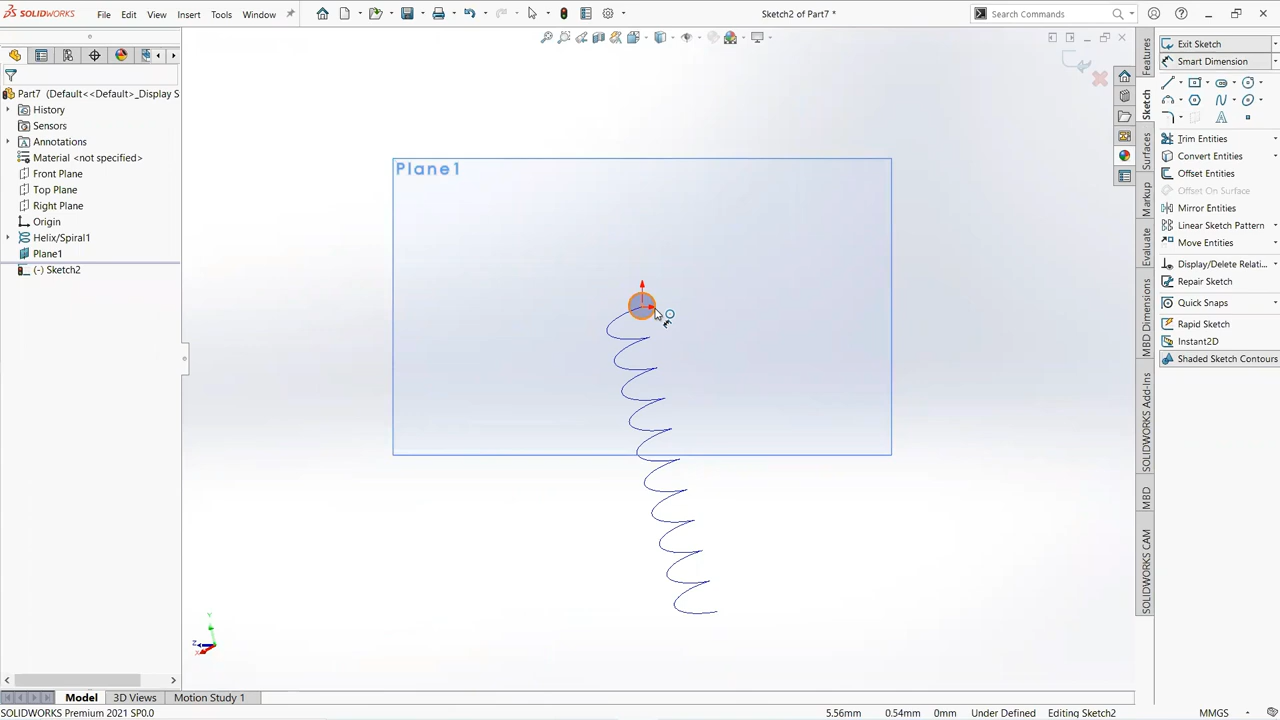 SOLIDWORKS
File
Edit
View
Insert
Tools
Window
Sketch2 of Part7 *
Search Commands
Part7 (Default<<Default>_Display S
History
Sensors
Annotations
Material <not specified>
Front Plane
Top Plane
Right Plane
Origin
Helix/Spiral1
Plane1
(-) Sketch2
Plane1
Y
Z
X
Features
Sketch
Surfaces
Markup
Evaluate
MBD Dimensions
SOLIDWORKS Add-Ins
MBD
SOLIDWORKS CAM
Exit Sketch
Smart Dimension
Trim Entities
Convert Entities
Offset Entities
Offset On Surface
Mirror Entities
Linear Sketch Pattern
Move Entities
Display/Delete Relati...
Repair Sketch
Quick Snaps
Rapid Sketch
Instant2D
Shaded Sketch Contours
Model
3D Views
Motion Study 1
SOLIDWORKS Premium 2021 SP0.0
5.56mm
0.54mm
0mm
Under Defined
Editing Sketch2
MMGS